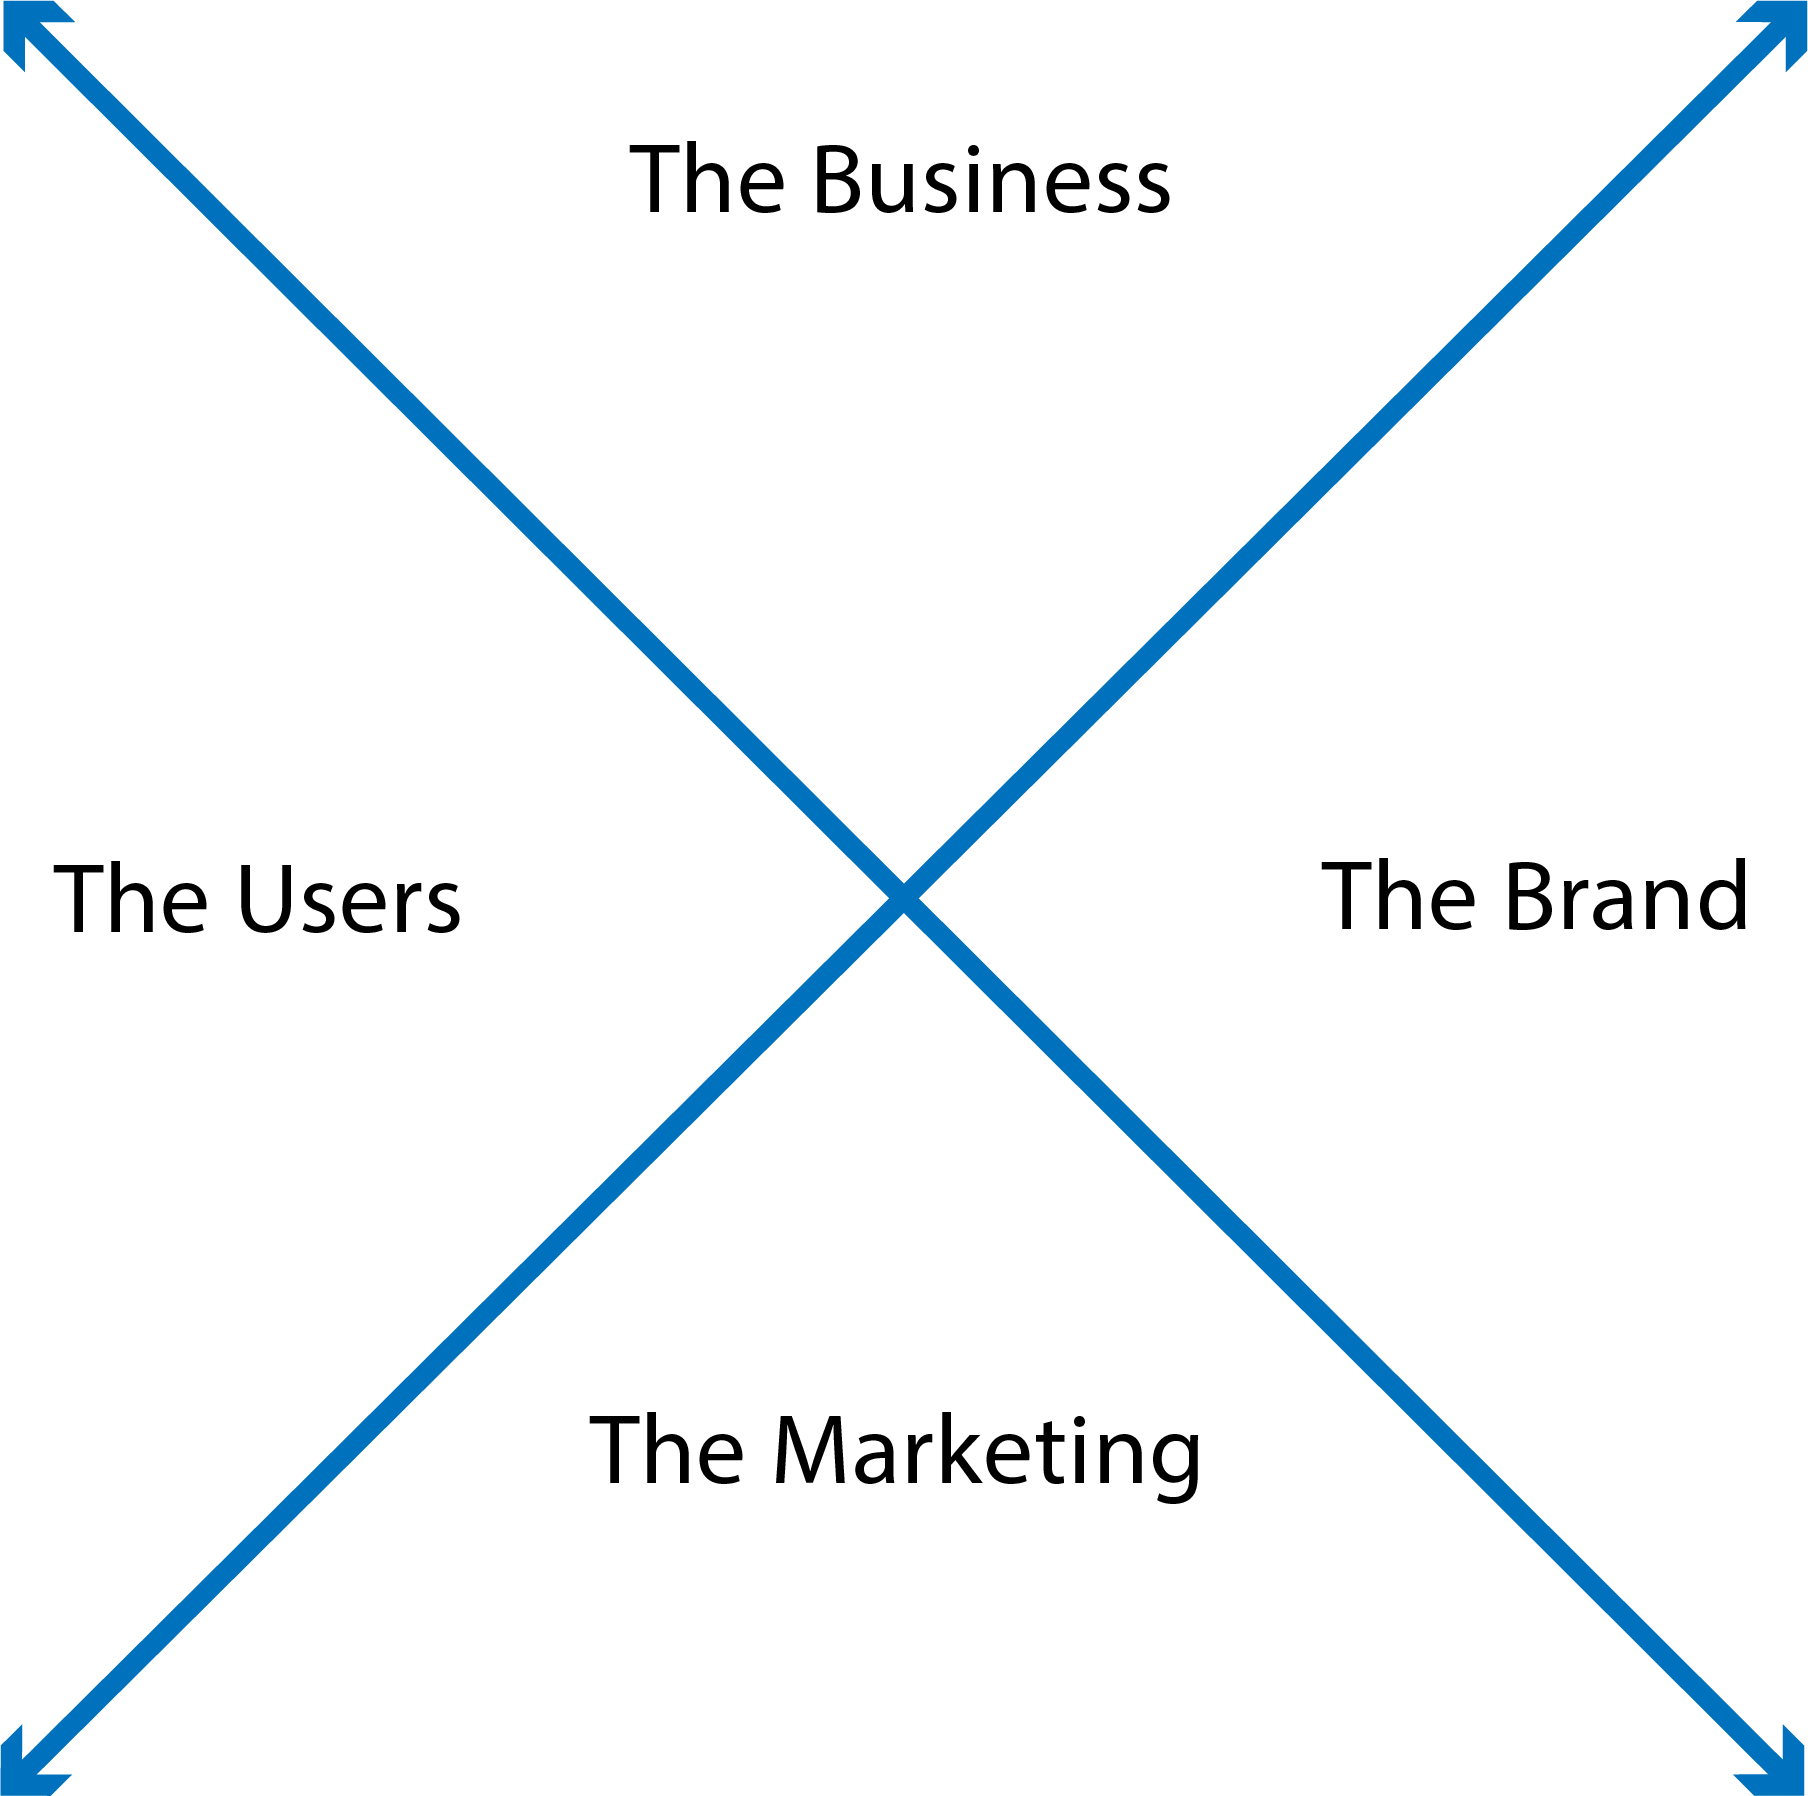 The Business
The Users
The Brand
The Marketing